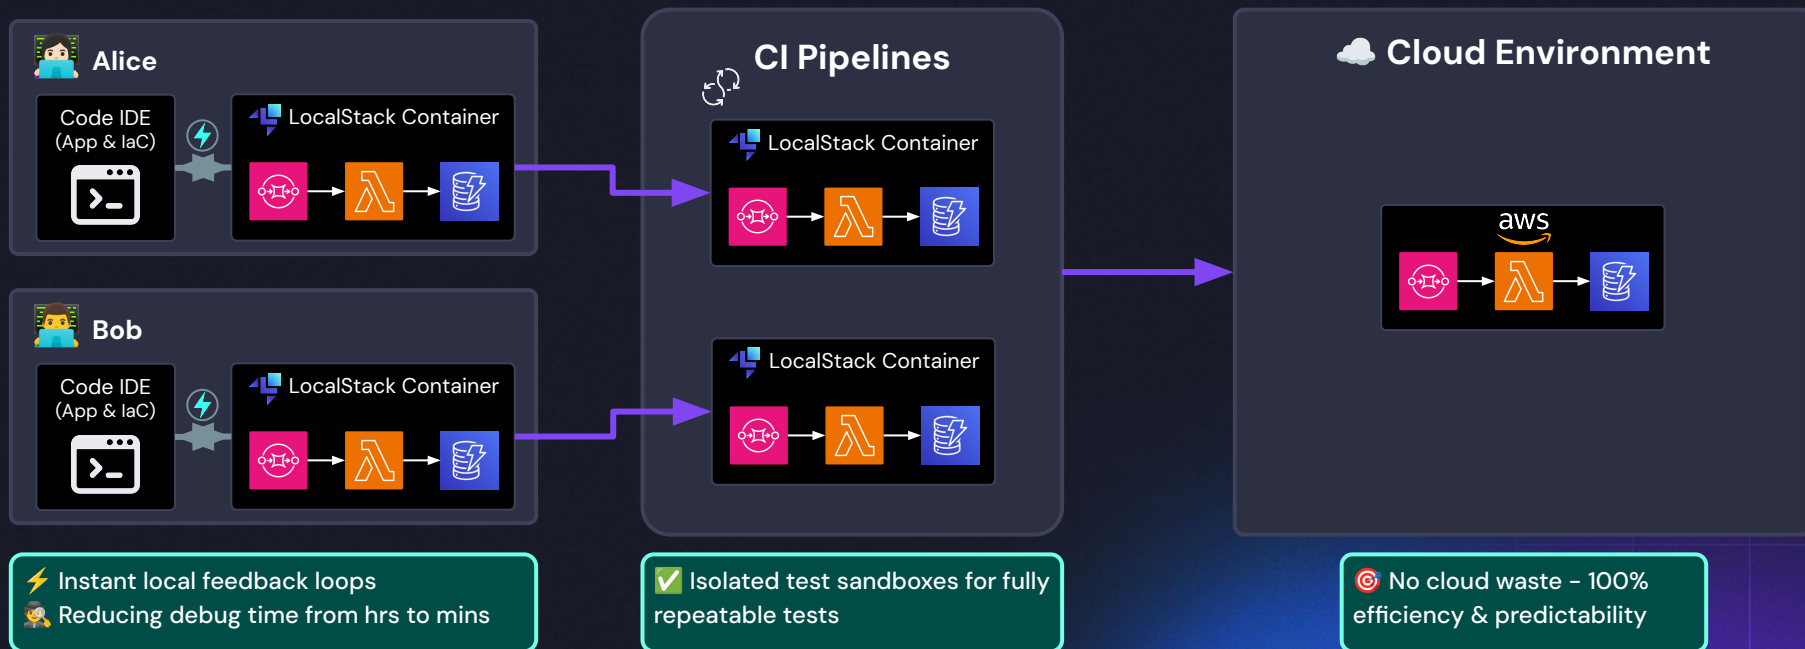 Alice
Code IDE
(App & IaC)
LocalStack Container
Bob
Code IDE
(App & IaC)
LocalStack Container
⚡ Instant local feedback loops
🕵️ Reducing debug time from hrs to mins
CI Pipelines
LocalStack Container
LocalStack Container
✅ Isolated test sandboxes for fully
repeatable tests
☁️ Cloud Environment
aws
🎯 No cloud waste - 100%
efficiency & predictability